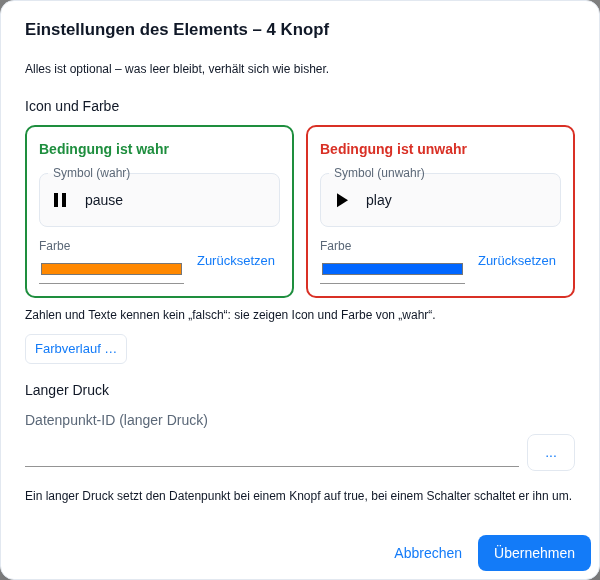 Einstellungen des Elements – 4 Knopf
Alles ist optional – was leer bleibt, verhält sich wie bisher.
Icon und Farbe
Bedingung ist wahr
Symbol (wahr)
pause
Farbe
Zurücksetzen
Bedingung ist unwahr
Symbol (unwahr)
play
Farbe
Zurücksetzen
Zahlen und Texte kennen kein „falsch“: sie zeigen Icon und Farbe von „wahr“.
Farbverlauf …
Langer Druck
Datenpunkt-ID (langer Druck)
…
Ein langer Druck setzt den Datenpunkt bei einem Knopf auf true, bei einem Schalter schaltet er ihn um.
Abbrechen
Übernehmen